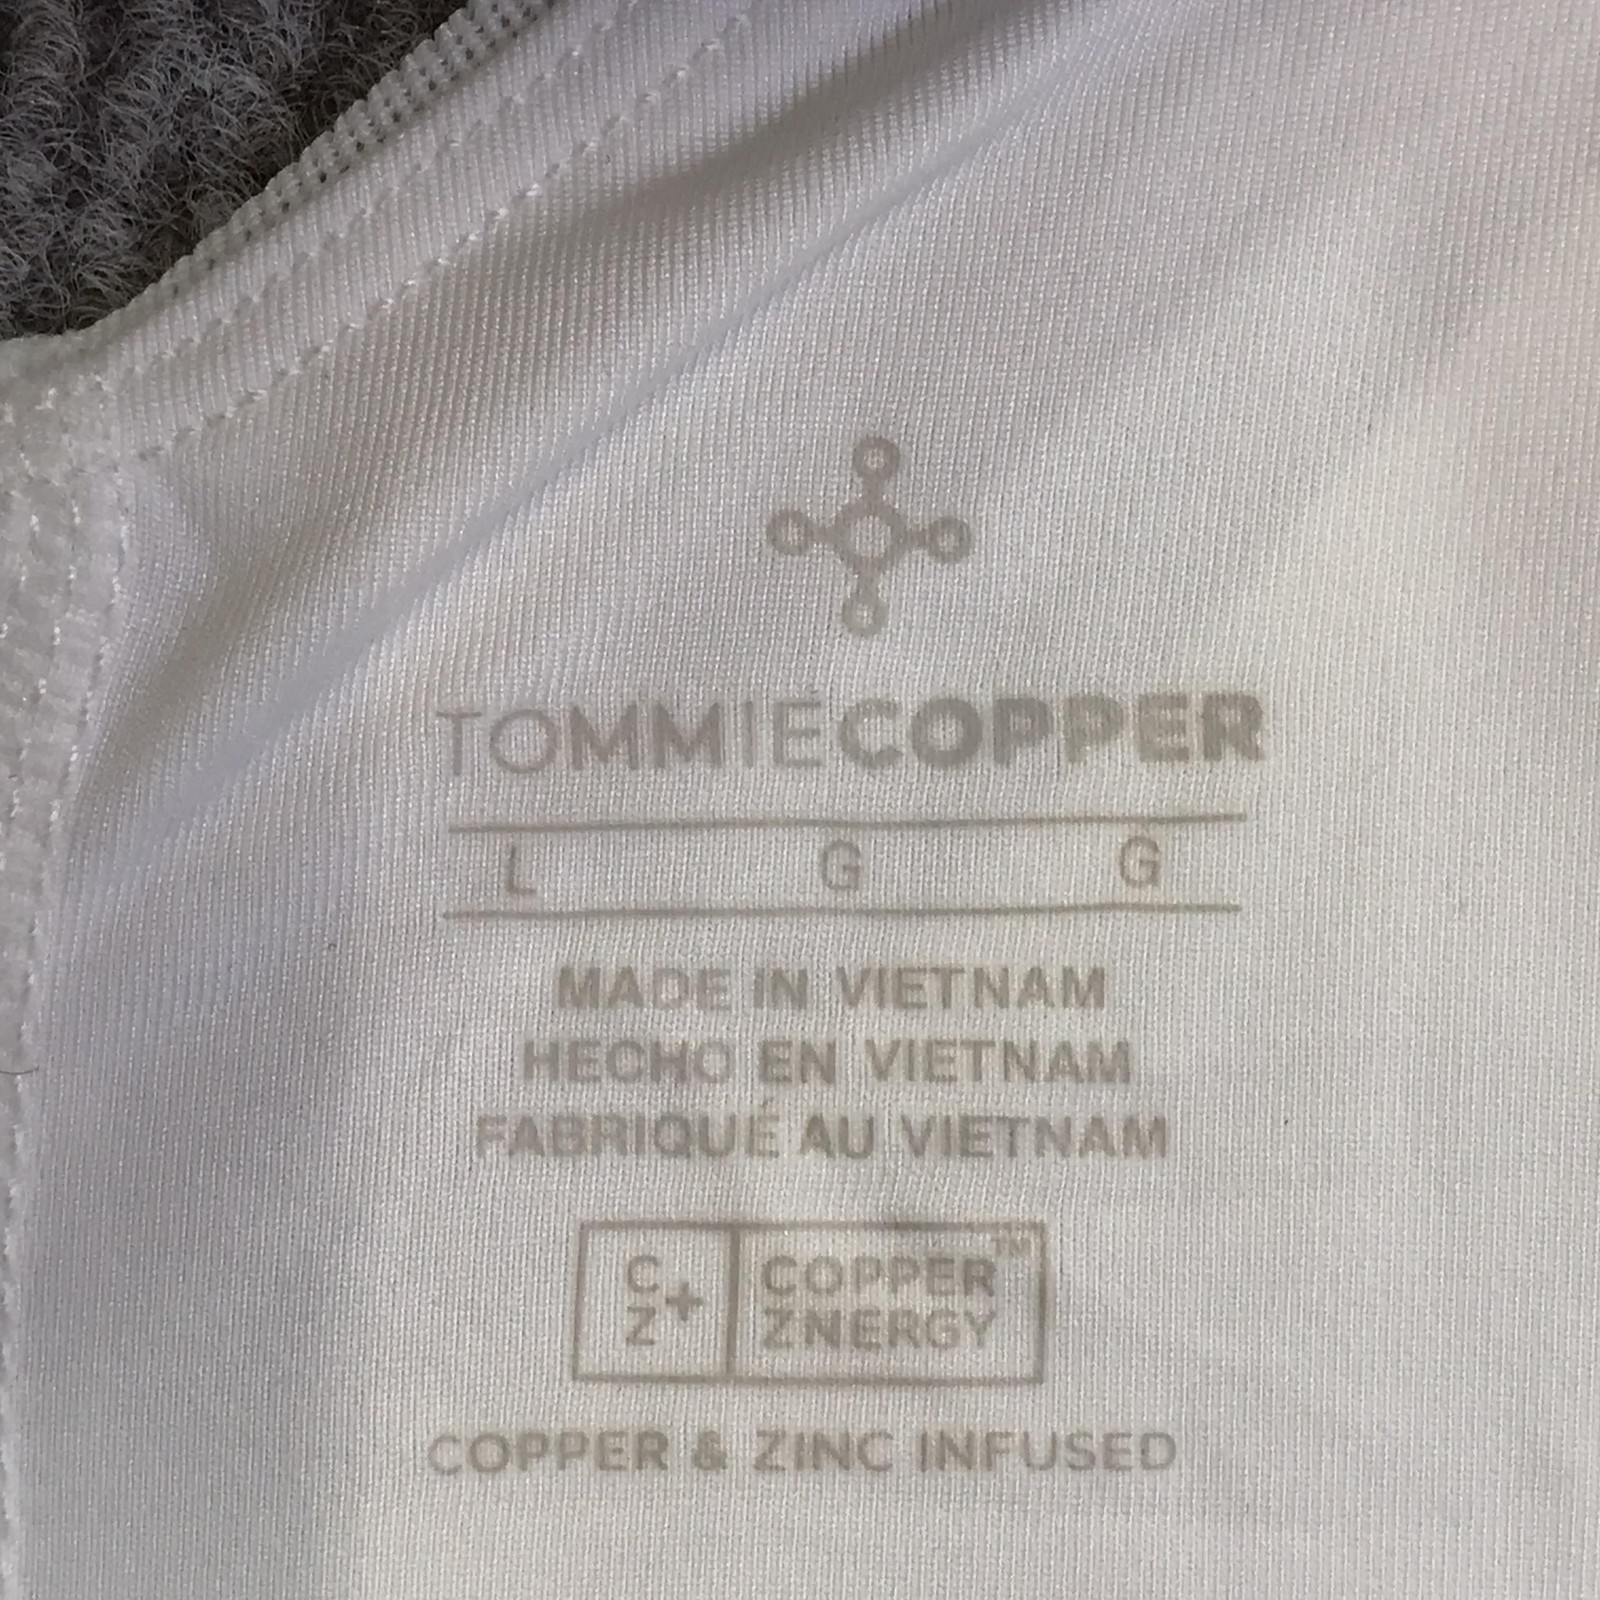 TOMMIECOPPER
L G G
MADE IN VIETNAM
HECHO EN VIETNAM
FABRIQUÉ AU VIETNAM
C
Z+
COPPER™
ZNERGY
COPPER & ZINC INFUSED